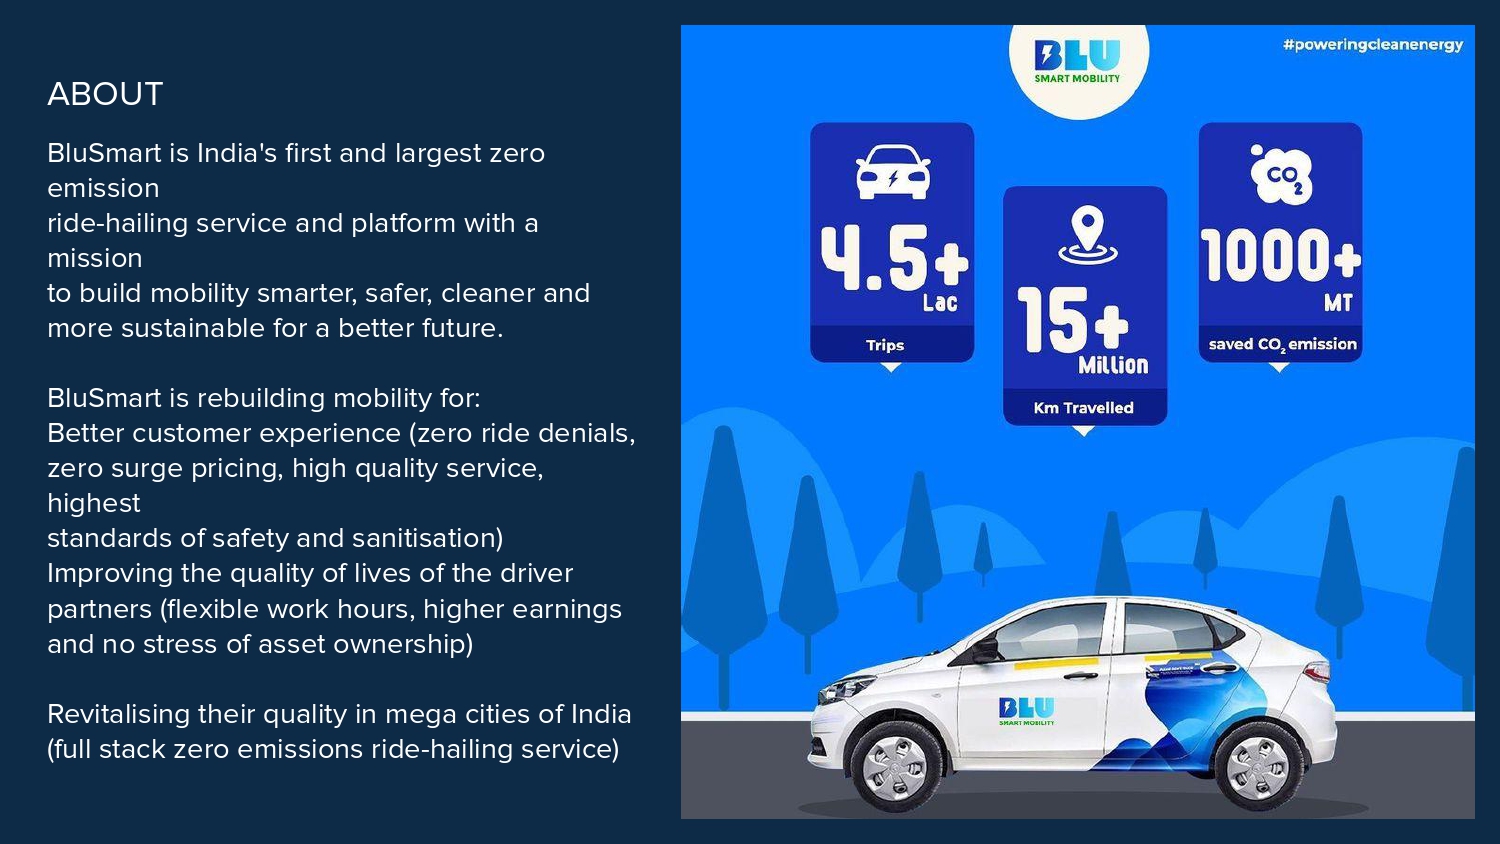 ABOUT
BluSmart is India's first and largest zero
emission
ride-hailing service and platform with a
mission
to build mobility smarter, safer, cleaner and
more sustainable for a better future.
BluSmart is rebuilding mobility for:
Better customer experience (zero ride denials,
zero surge pricing, high quality service,
highest
standards of safety and sanitisation)
Improving the quality of lives of the driver
partners (flexible work hours, higher earnings
and no stress of asset ownership)
Revitalising their quality in mega cities of India
(full stack zero emissions ride-hailing service)
BLU
SMART MOBILITY
#poweringcleanenergy
4.5+
Lac
Trips
15+
Million
Km Travelled
CO2
1000+
MT
saved CO2 emission
BLU
SMART MOBILITY